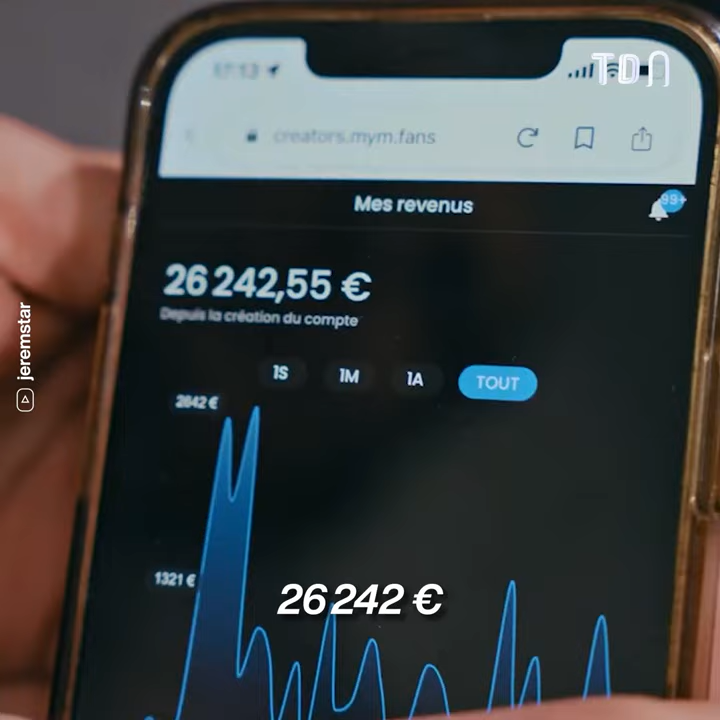 17:13
TDA
creators.mym.fans
Mes revenus
99+
26 242,55 €
Depuis la création du compte
1S
1M
1A
TOUT
2642 €
1321 €
26 242 €
jeremstar